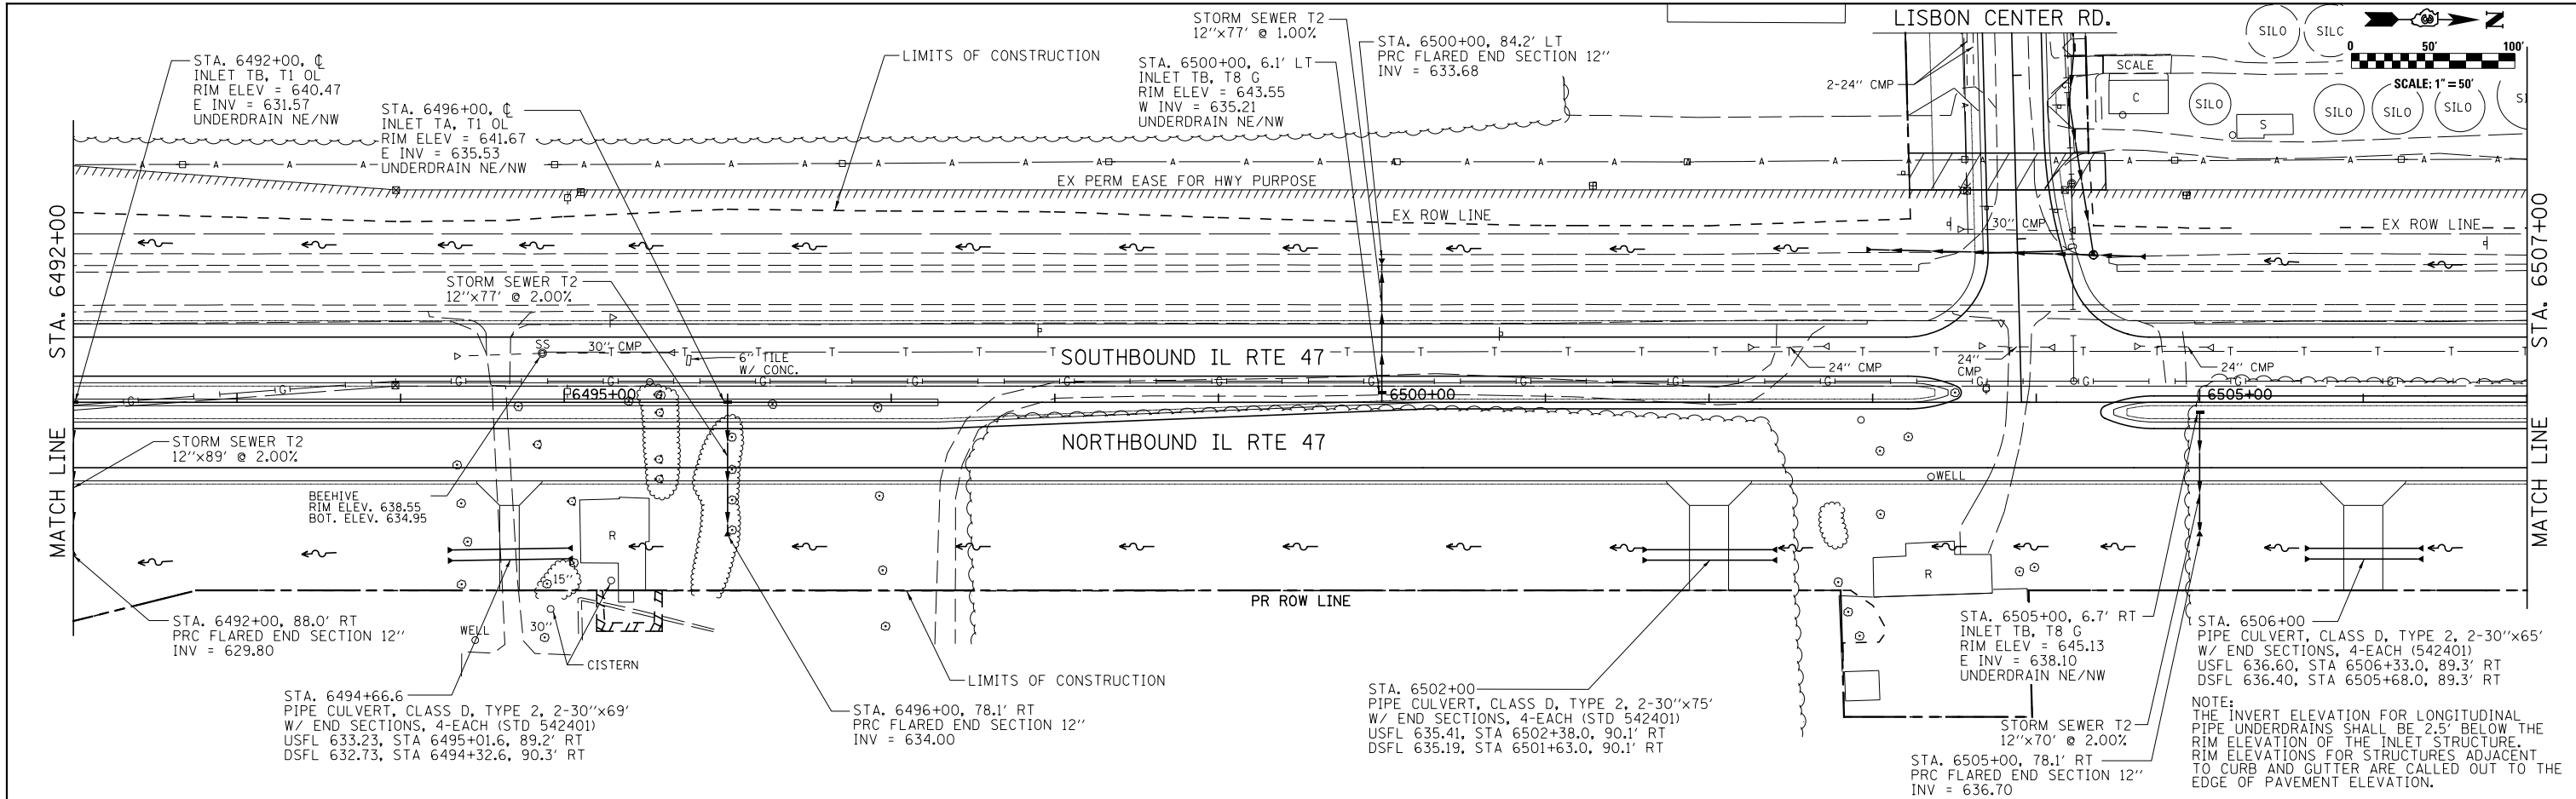 LISBON CENTER RD.
SILO
SILO
N
0 50' 100'
SCALE: 1" = 50'
STORM SEWER T2
12"x77' @ 1.00%
STA. 6492+00, ℄
INLET TB, T1 OL
RIM ELEV = 640.47
E INV = 631.57
UNDERDRAIN NE/NW
LIMITS OF CONSTRUCTION
STA. 6500+00, 84.2' LT
PRC FLARED END SECTION 12"
INV = 633.68
STA. 6500+00, 6.1' LT
INLET TB, T8 G
RIM ELEV = 643.55
W INV = 635.21
UNDERDRAIN NE/NW
STA. 6496+00, ℄
INLET TA, T1 OL
RIM ELEV = 641.67
E INV = 635.53
UNDERDRAIN NE/NW
2-24" CMP
SCALE
C
SILO
S
SILO
SILO
SILO
EX PERM EASE FOR HWY PURPOSE
EX ROW LINE
30" CMP
EX ROW LINE
STA. 6492+00
MATCH LINE
STA. 6507+00
MATCH LINE
STORM SEWER T2
12"x77' @ 2.00%
SS
30" CMP
6" TILE
W/ CONC.
SOUTHBOUND IL RTE 47
24" CMP
24"
CMP
24" CMP
6495+00
6500+00
6505+00
NORTHBOUND IL RTE 47
STORM SEWER T2
12"x89' @ 2.00%
BEEHIVE
RIM ELEV. 638.55
BOT. ELEV. 634.95
WELL
R
R
15"
30"
WELL
CISTERN
PR ROW LINE
STA. 6492+00, 88.0' RT
PRC FLARED END SECTION 12"
INV = 629.80
LIMITS OF CONSTRUCTION
STA. 6494+66.6
PIPE CULVERT, CLASS D, TYPE 2, 2-30"x69'
W/ END SECTIONS, 4-EACH (STD 542401)
USFL 633.23, STA 6495+01.6, 89.2' RT
DSFL 632.73, STA 6494+32.6, 90.3' RT
STA. 6496+00, 78.1' RT
PRC FLARED END SECTION 12"
INV = 634.00
STA. 6502+00
PIPE CULVERT, CLASS D, TYPE 2, 2-30"x75'
W/ END SECTIONS, 4-EACH (STD 542401)
USFL 635.41, STA 6502+38.0, 90.1' RT
DSFL 635.19, STA 6501+63.0, 90.1' RT
STA. 6505+00, 6.7' RT
INLET TB, T8 G
RIM ELEV = 645.13
E INV = 638.10
UNDERDRAIN NE/NW
STORM SEWER T2
12"x70' @ 2.00%
STA. 6505+00, 78.1' RT
PRC FLARED END SECTION 12"
INV = 636.70
STA. 6506+00
PIPE CULVERT, CLASS D, TYPE 2, 2-30"x65'
W/ END SECTIONS, 4-EACH (542401)
USFL 636.60, STA 6506+33.0, 89.3' RT
DSFL 636.40, STA 6505+68.0, 89.3' RT
NOTE:
THE INVERT ELEVATION FOR LONGITUDINAL
PIPE UNDERDRAINS SHALL BE 2.5' BELOW THE
RIM ELEVATION OF THE INLET STRUCTURE.
RIM ELEVATIONS FOR STRUCTURES ADJACENT
TO CURB AND GUTTER ARE CALLED OUT TO THE
EDGE OF PAVEMENT ELEVATION.